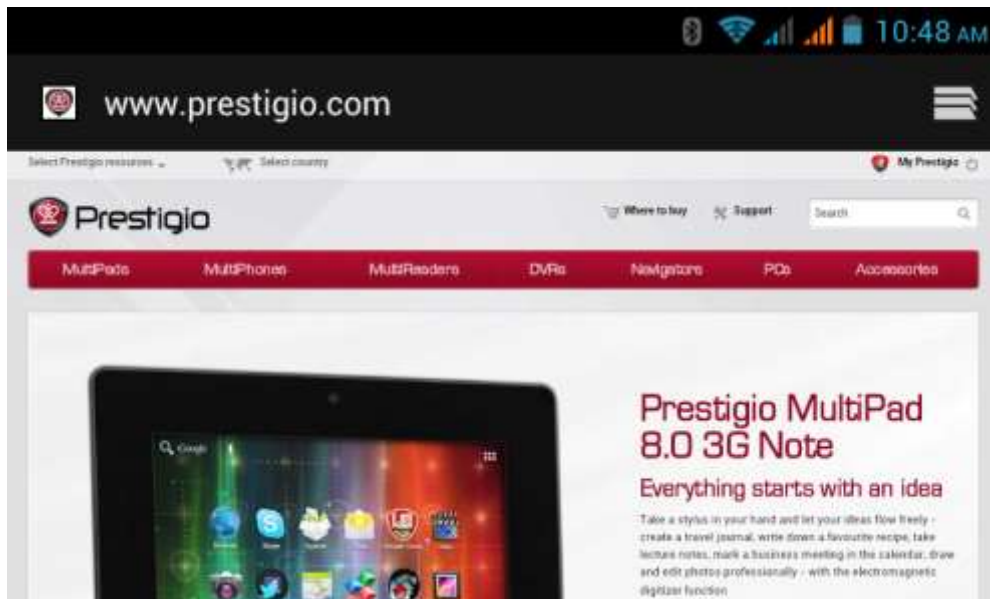 10:48 AM
www.prestigio.com
Select Prestigio resources
Select country
My Prestigio
Prestigio
Where to buy
Support
Search
MultiPads MultiPhones MultiReaders DVRs Navigators PCs Accessories
Prestigio MultiPad
8.0 3G Note
Everything starts with an idea
Google
Take a stylus in your hand and let your ideas flow freely -
create a travel journal, write down a favourite recipe, take
lecture notes, mark a business meeting in the calendar, draw
and edit photos professionally - with the electromagnetic
digitizer function
Skype